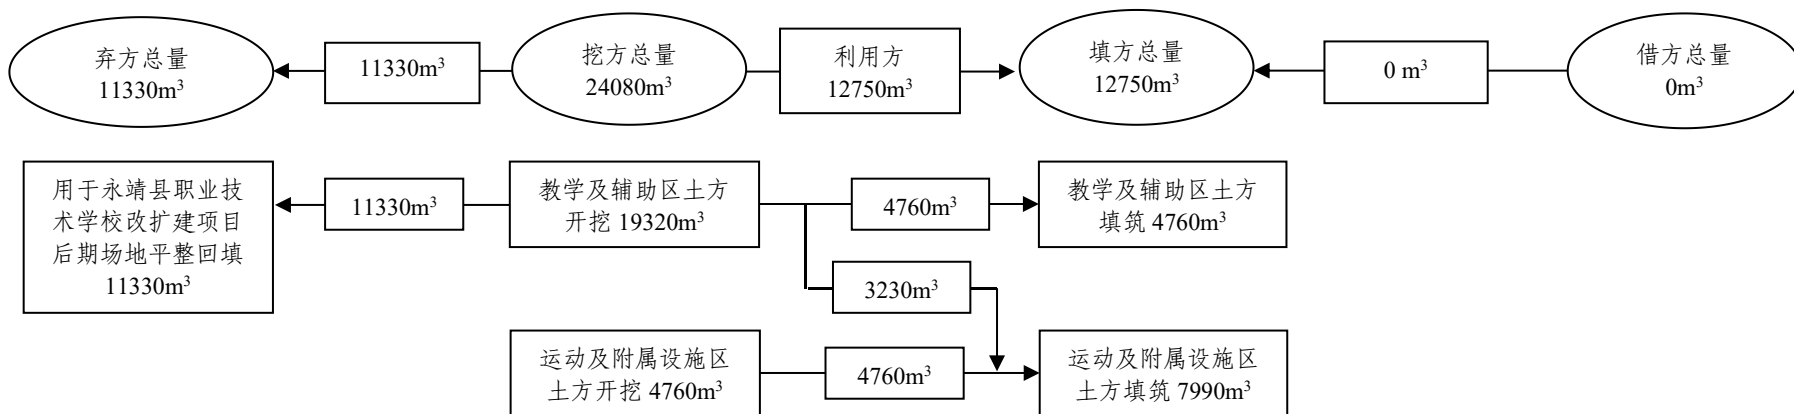 弃方总量
11330m³
11330m³
挖方总量
24080m³
利用方
12750m³
填方总量
12750m³
0 m³
借方总量
0m³
用于永靖县职业技
术学校改扩建项目
后期场地平整回填
11330m³
11330m³
教学及辅助区土方
开挖 19320m³
4760m³
教学及辅助区土方
填筑 4760m³
3230m³
运动及附属设施区
土方开挖 4760m³
4760m³
运动及附属设施区
土方填筑 7990m³